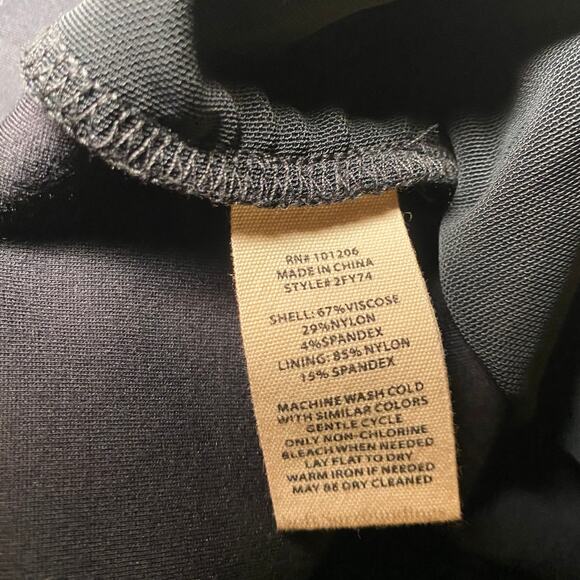 RN# 101206
MADE IN CHINA
STYLE# 2FY74
SHELL: 67%VISCOSE
29%NYLON
4%SPANDEX
LINING: 85% NYLON
15% SPANDEX
MACHINE WASH COLD
WITH SIMILAR COLORS
GENTLE CYCLE
ONLY NON-CHLORINE
BLEACH WHEN NEEDED
LAY FLAT TO DRY
WARM IRON IF NEEDED
MAY BE DRY CLEANED